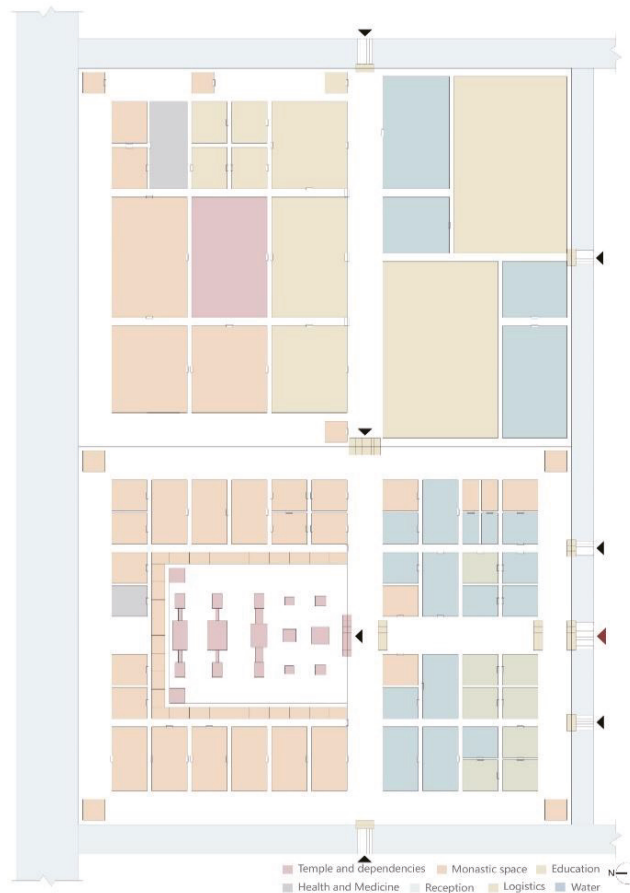 Temple and dependencies Monastic space Education
Health and Medicine Reception Logistics Water
N